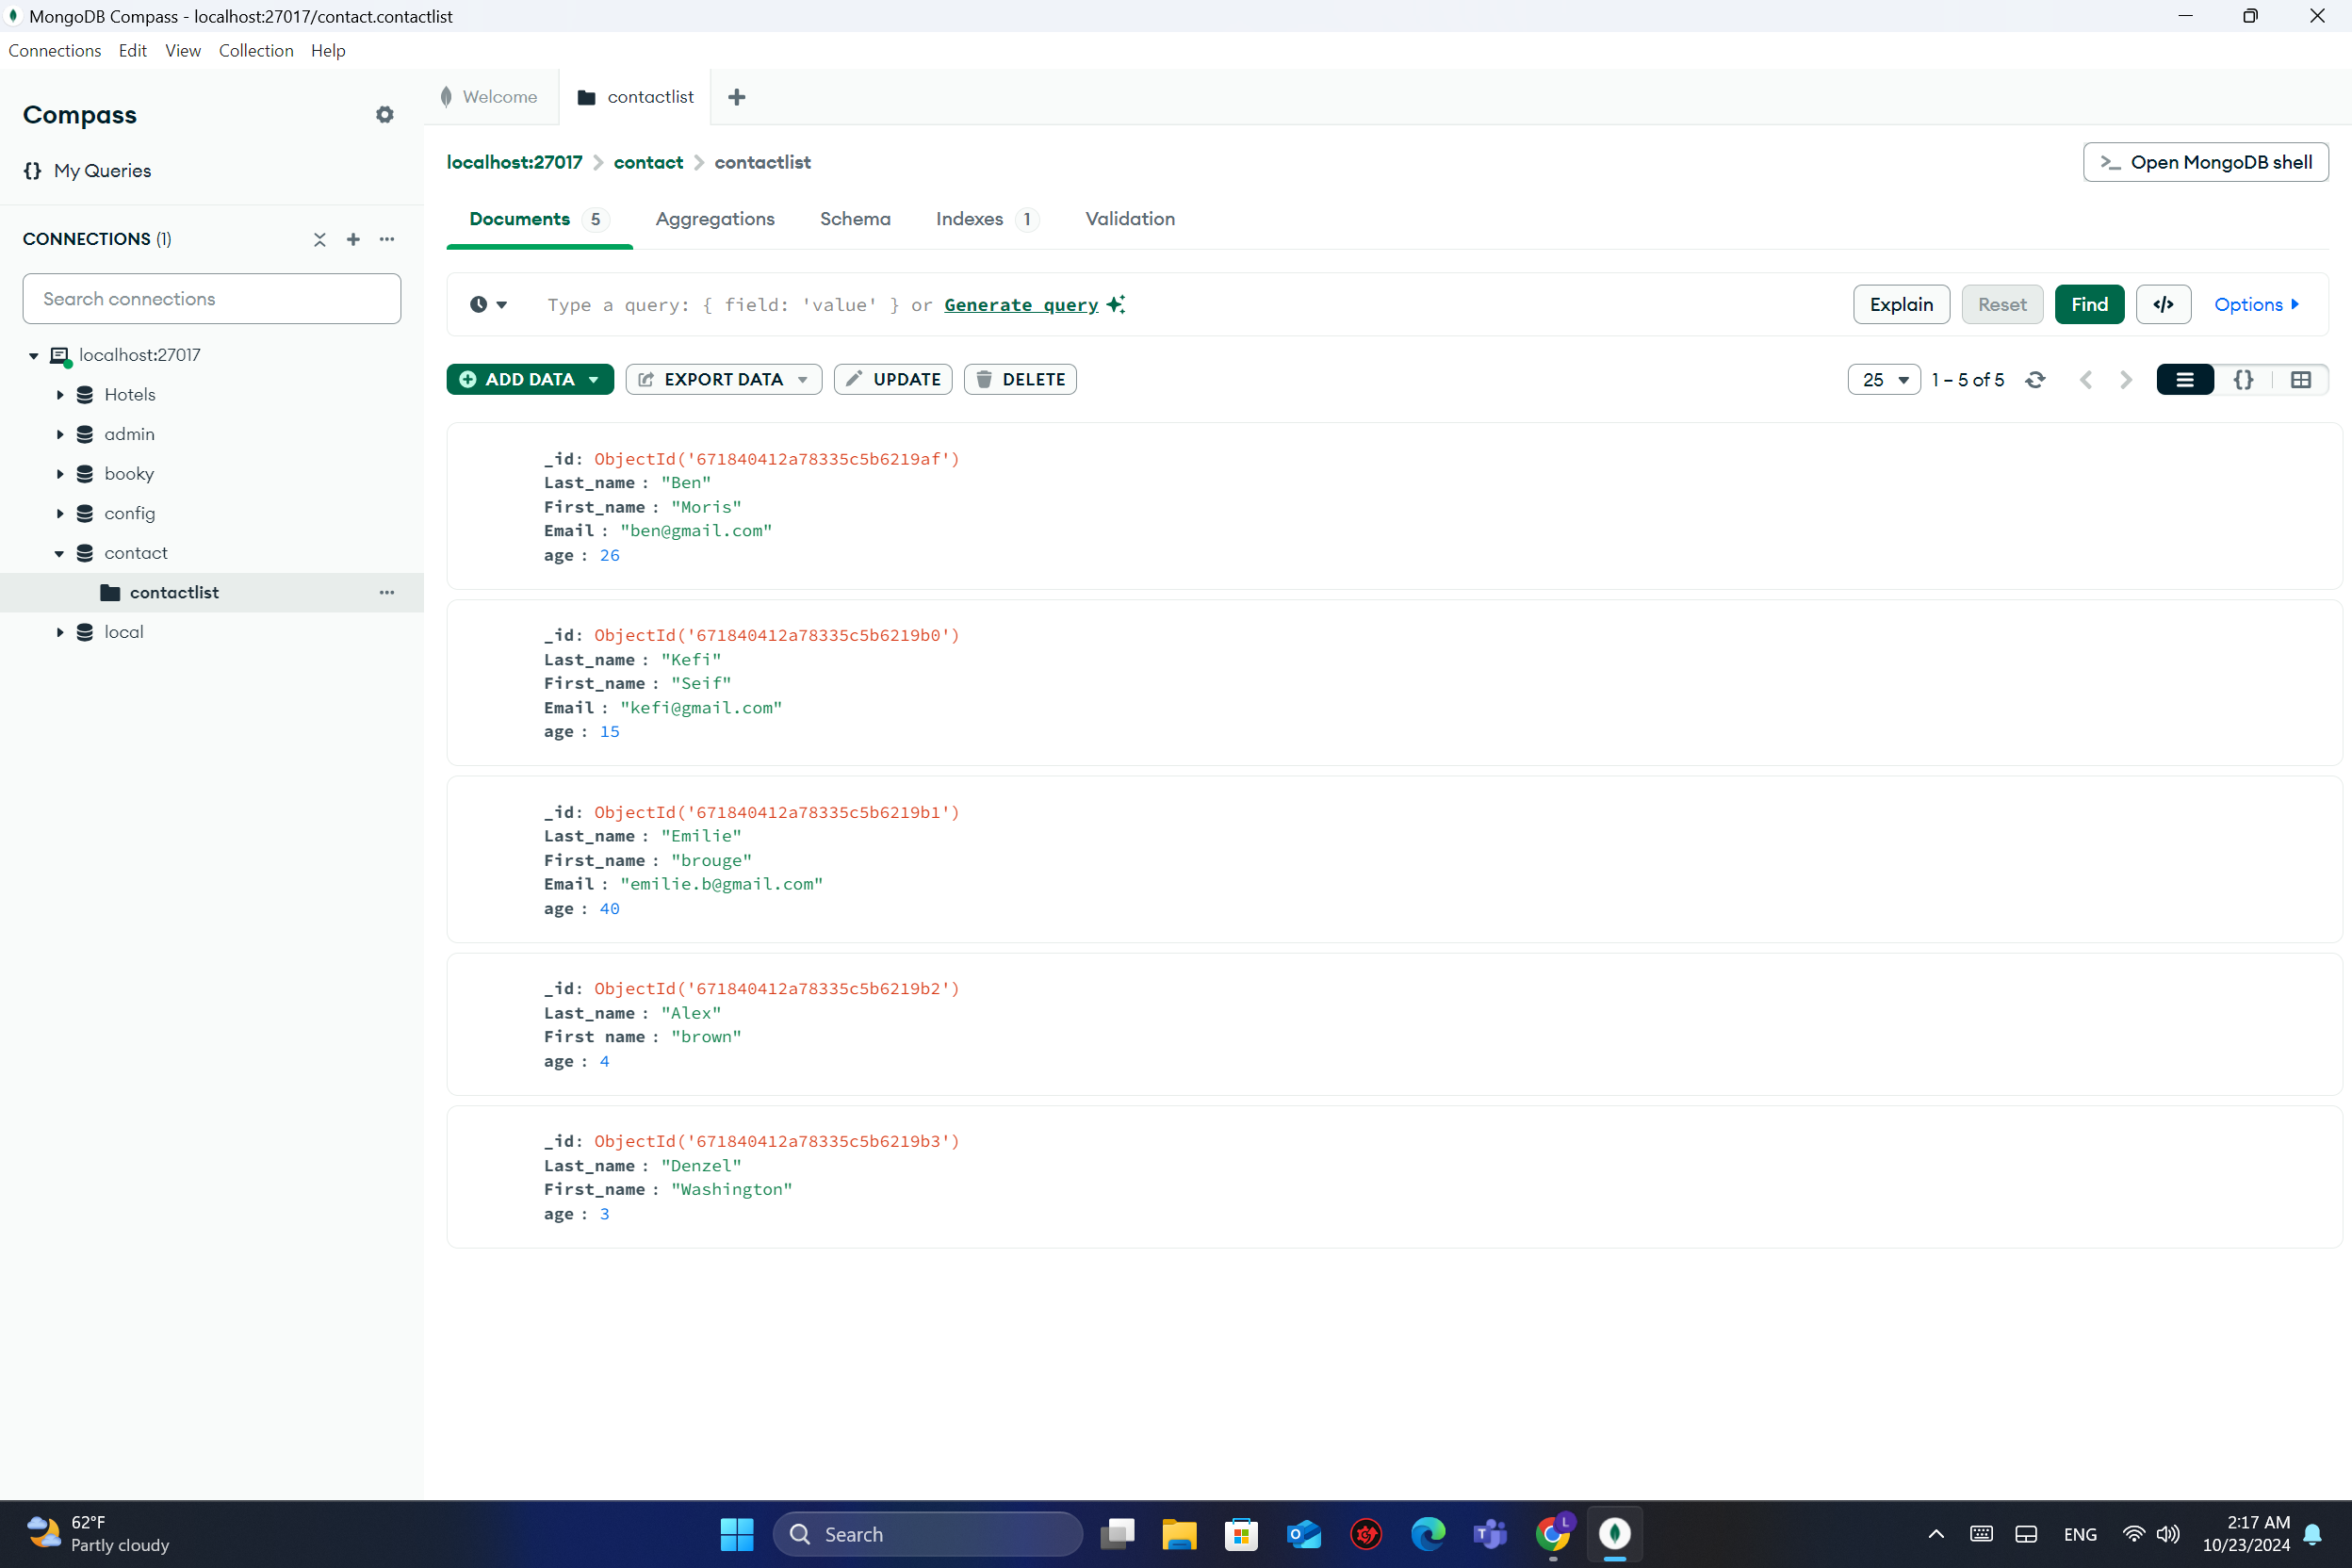 MongoDB Compass - localhost:27017/contact.contactlist
Connections Edit View Collection Help
Compass
{} My Queries
CONNECTIONS (1)
Search connections
localhost:27017
Hotels
admin
booky
config
contact
contactlist
local
Welcome
contactlist
localhost:27017 > contact > contactlist
>_ Open MongoDB shell
Documents 5 Aggregations Schema Indexes 1 Validation
Type a query: { field: 'value' } or Generate query
Explain Reset Find </> Options
ADD DATA EXPORT DATA UPDATE DELETE
25 1 – 5 of 5 {}
_id: ObjectId('671840412a78335c5b6219af')
Last_name : "Ben"
First_name : "Moris"
Email : "ben@gmail.com"
age : 26
_id: ObjectId('671840412a78335c5b6219b0')
Last_name : "Kefi"
First_name : "Seif"
Email : "kefi@gmail.com"
age : 15
_id: ObjectId('671840412a78335c5b6219b1')
Last_name : "Emilie"
First_name : "brouge"
Email : "emilie.b@gmail.com"
age : 40
_id: ObjectId('671840412a78335c5b6219b2')
Last_name : "Alex"
First name : "brown"
age : 4
_id: ObjectId('671840412a78335c5b6219b3')
Last_name : "Denzel"
First_name : "Washington"
age : 3
62°F
Partly cloudy
Search
L
ENG
2:17 AM
10/23/2024